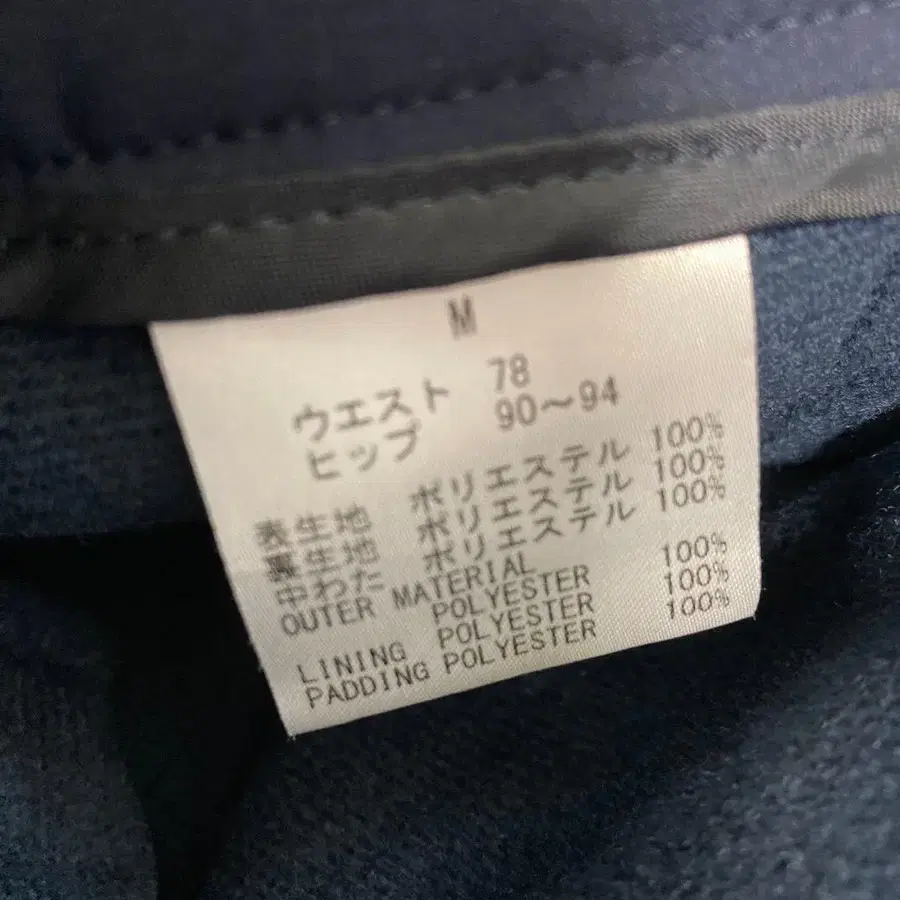 M
ウエスト 78
ヒップ 90～94
表生地 ポリエステル 100%
裏生地 ポリエステル 100%
中わた ポリエステル 100%
OUTER MATERIAL
POLYESTER 100%
LINING POLYESTER 100%
PADDING POLYESTER 100%